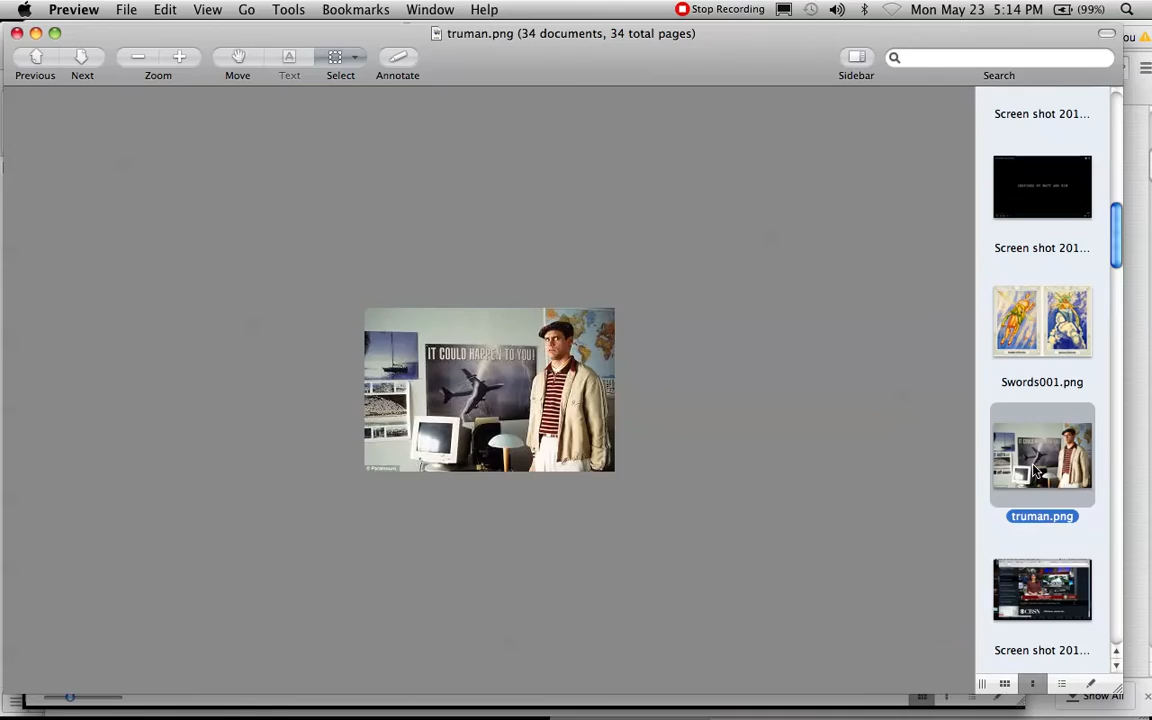 Preview File Edit View Go Tools Bookmarks Window Help Stop Recording Mon May 23 5:14 PM (99%)
truman.png (34 documents, 34 total pages)
Previous Next Zoom Move Text Select Annotate Sidebar Search
Screen shot 201...
Screen shot 201...
Swords001.png
IT COULD HAPPEN TO YOU!
© Paramount
truman.png
CBSN
Screen shot 201...
Show All